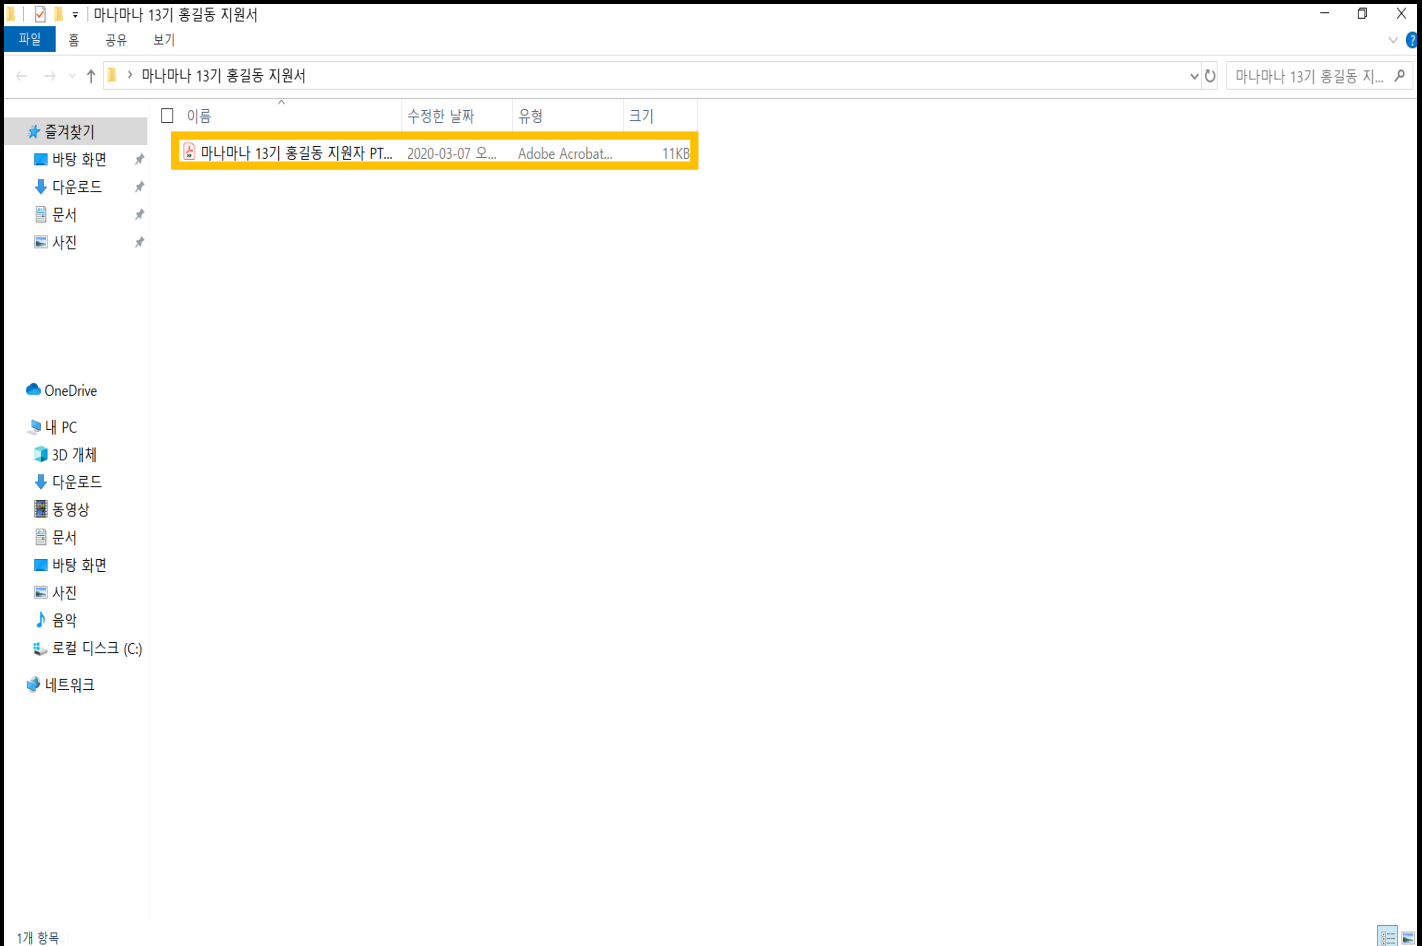 마나마나 13기 홍길동 지원서
파일 홈 공유 보기
?
마나마나 13기 홍길동 지원서
마나마나 13기 홍길동 지...
이름 수정한 날짜 유형 크기
마나마나 13기 홍길동 지원자 PT... 2020-03-07 오... Adobe Acrobat... 11KB
즐겨찾기
바탕 화면
다운로드
문서
사진
OneDrive
내 PC
3D 개체
다운로드
동영상
문서
바탕 화면
사진
음악
로컬 디스크 (C:)
네트워크
1개 항목